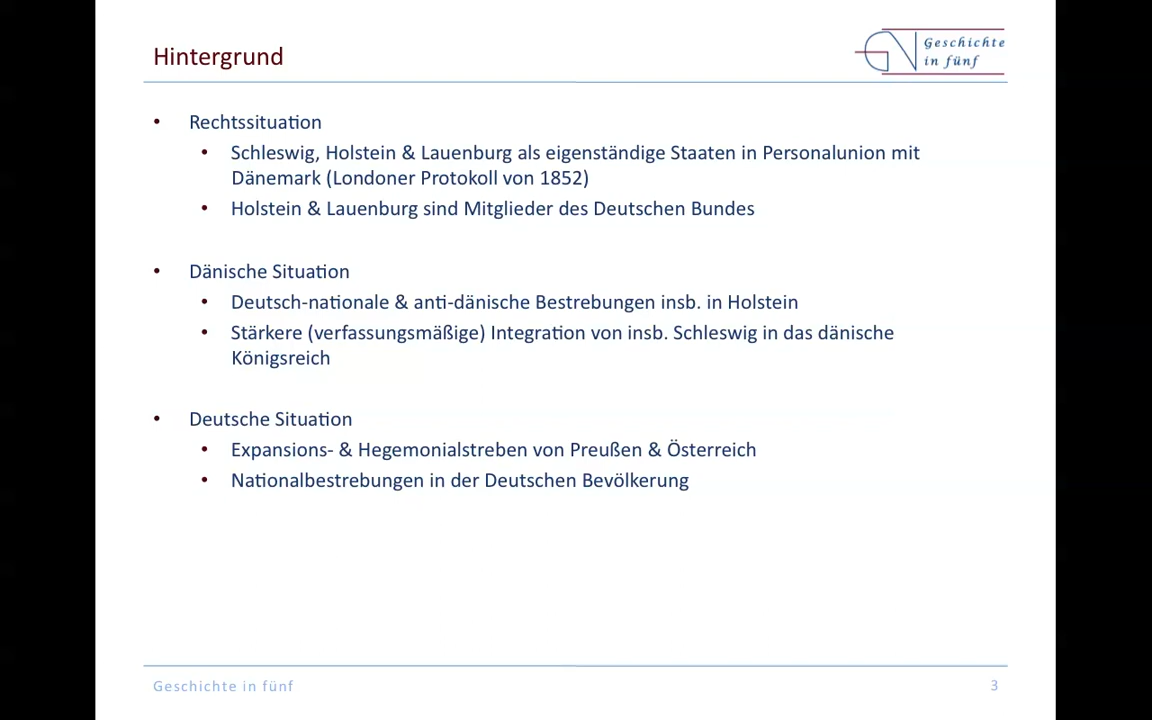 Hintergrund
Geschichte
in fünf
• Rechtssituation
• Schleswig, Holstein & Lauenburg als eigenständige Staaten in Personalunion mit
Dänemark (Londoner Protokoll von 1852)
• Holstein & Lauenburg sind Mitglieder des Deutschen Bundes
• Dänische Situation
• Deutsch-nationale & anti-dänische Bestrebungen insb. in Holstein
• Stärkere (verfassungsmäßige) Integration von insb. Schleswig in das dänische
Königsreich
• Deutsche Situation
• Expansions- & Hegemonialstreben von Preußen & Österreich
• Nationalbestrebungen in der Deutschen Bevölkerung
Geschichte in fünf
3